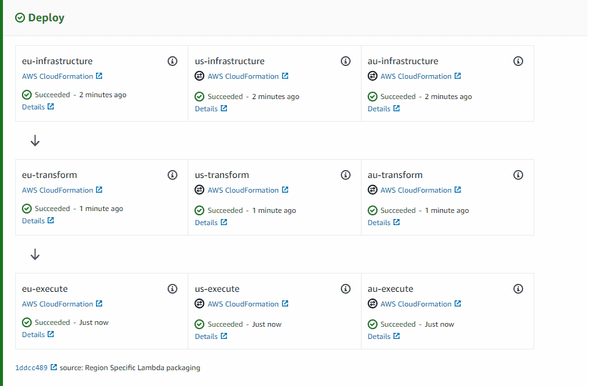 Deploy
eu-infrastructure us-infrastructure au-infrastructure
AWS CloudFormation AWS CloudFormation AWS CloudFormation
Succeeded - 2 minutes ago Succeeded - 2 minutes ago Succeeded - 2 minutes ago
Details Details Details
eu-transform us-transform au-transform
AWS CloudFormation AWS CloudFormation AWS CloudFormation
Succeeded - 1 minute ago Succeeded - 1 minute ago Succeeded - 1 minute ago
Details Details Details
eu-execute us-execute au-execute
AWS CloudFormation AWS CloudFormation AWS CloudFormation
Succeeded - Just now Succeeded - Just now Succeeded - Just now
Details Details Details
1ddcc489 source: Region Specific Lambda packaging